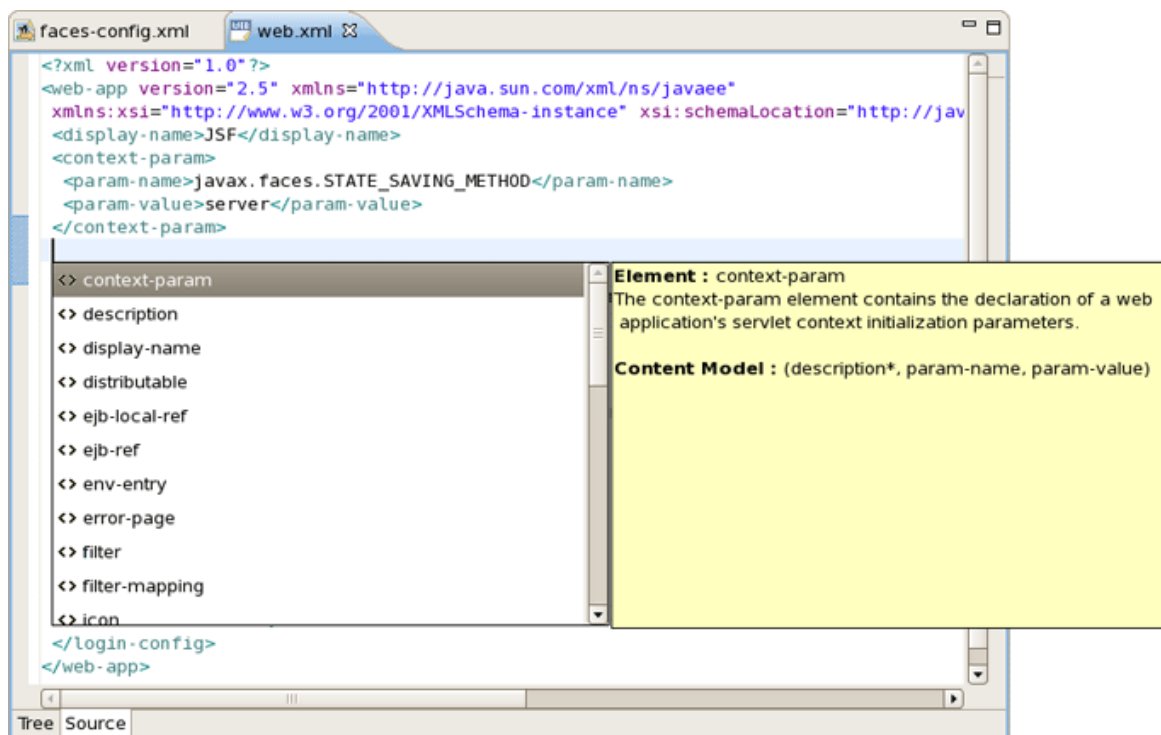 faces-config.xml web.xml
<?xml version="1.0"?>
<web-app version="2.5" xmlns="http://java.sun.com/xml/ns/javaee"
xmlns:xsi="http://www.w3.org/2001/XMLSchema-instance" xsi:schemaLocation="http://jav
<display-name>JSF</display-name>
<context-param>
<param-name>javax.faces.STATE_SAVING_METHOD</param-name>
<param-value>server</param-value>
</context-param>
<> context-param
<> description
<> display-name
<> distributable
<> ejb-local-ref
<> ejb-ref
<> env-entry
<> error-page
<> filter
<> filter-mapping
<> icon
Element : context-param
The context-param element contains the declaration of a web
application's servlet context initialization parameters.
Content Model : (description*, param-name, param-value)
</login-config>
</web-app>
Tree Source